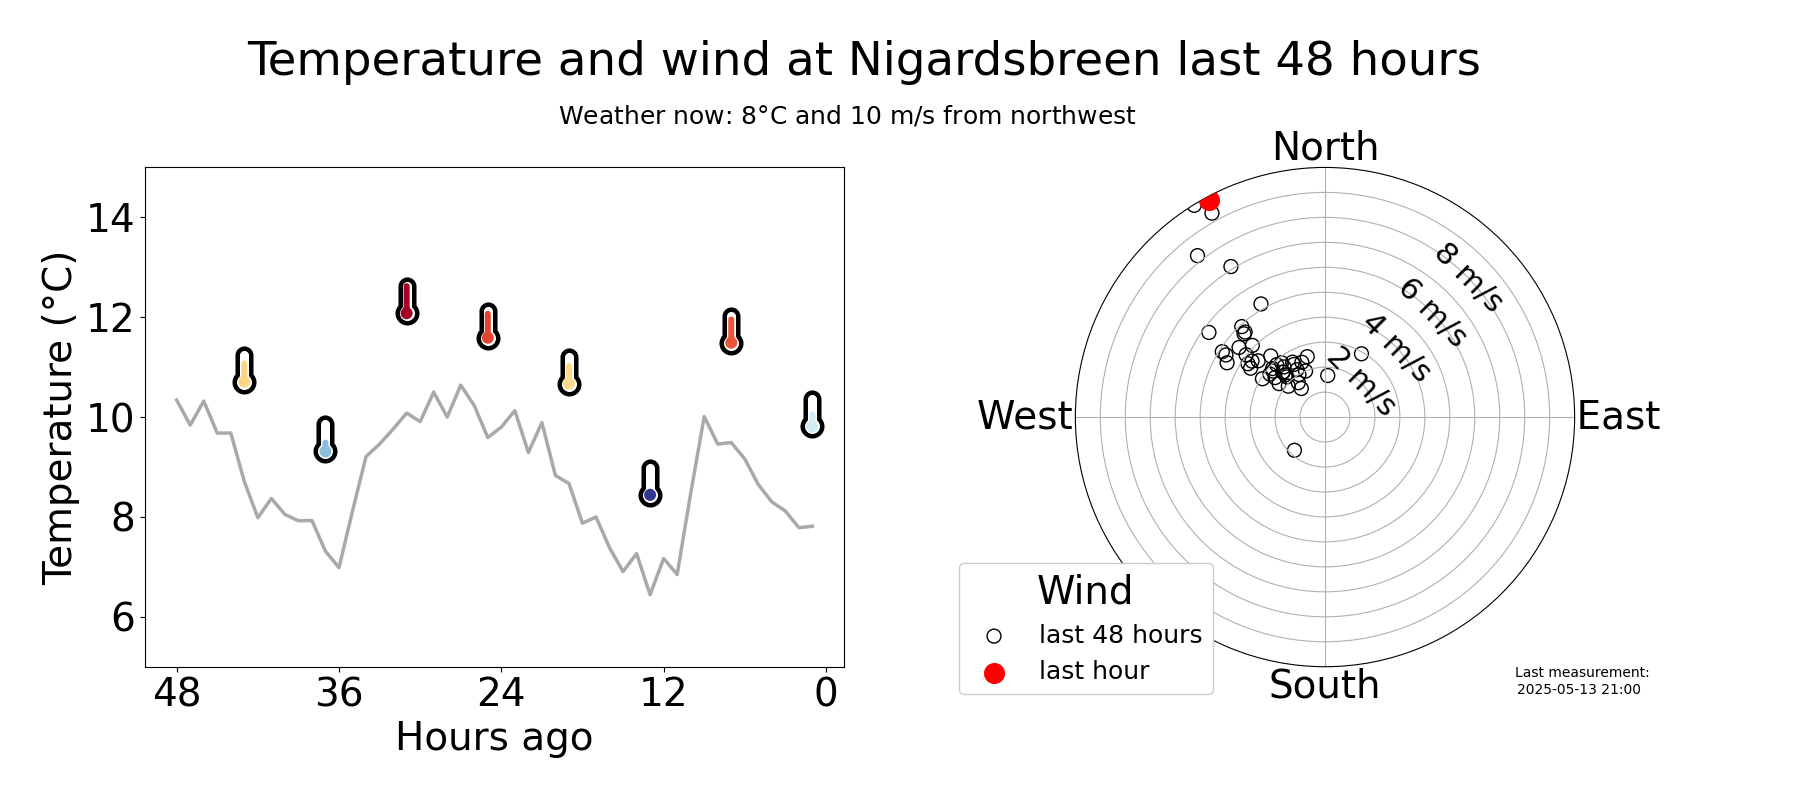 Temperature and wind at Nigardsbreen last 48 hours
Weather now: 8°C and 10 m/s from northwest
Temperature (°C)
14
12
10
8
6
48 36 24 12 0
Hours ago
North
West
East
South
8 m/s
6 m/s
4 m/s
2 m/s
Wind
last 48 hours
last hour
Last measurement:
2025-05-13 21:00